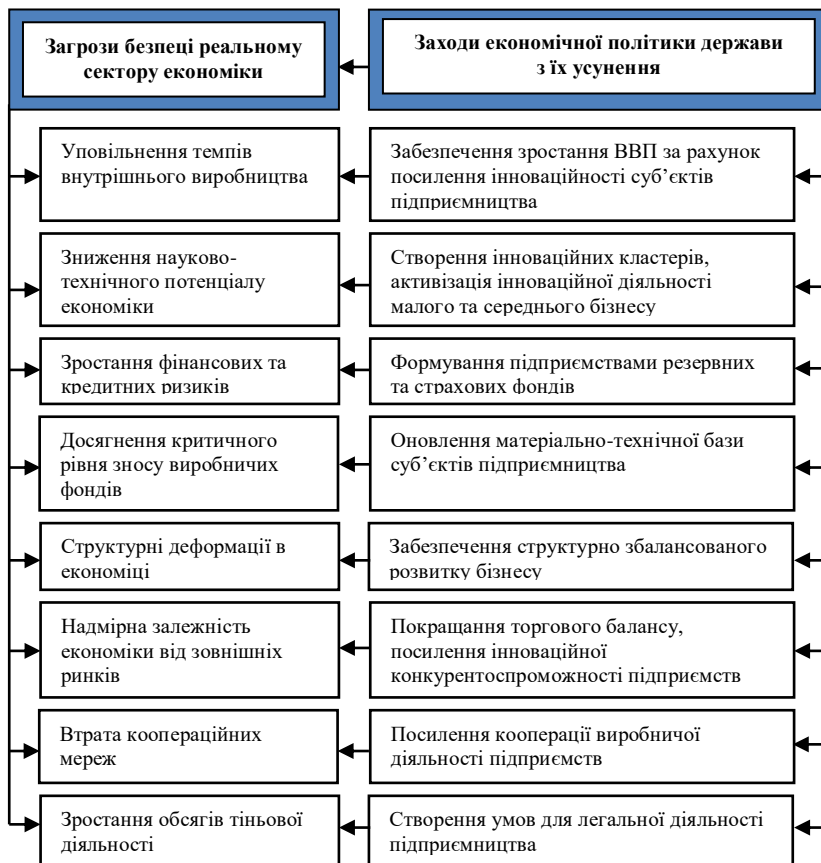 Загрози безпеці реальному
сектору економіки
Заходи економічної політики держави
з їх усунення
Уповільнення темпів
внутрішнього виробництва
Забезпечення зростання ВВП за рахунок
посилення інноваційності суб’єктів
підприємництва
Зниження науково-
технічного потенціалу
економіки
Створення інноваційних кластерів,
активізація інноваційної діяльності
малого та середнього бізнесу
Зростання фінансових та
кредитних ризиків
Формування підприємствами резервних
та страхових фондів
Досягнення критичного
рівня зносу виробничих
фондів
Оновлення матеріально-технічної бази
суб’єктів підприємництва
Структурні деформації в
економіці
Забезпечення структурно збалансованого
розвитку бізнесу
Надмірна залежність
економіки від зовнішніх
ринків
Покращання торгового балансу,
посилення інноваційної
конкурентоспроможності підприємств
Втрата коопераційних
мереж
Посилення кооперації виробничої
діяльності підприємств
Зростання обсягів тіньової
діяльності
Створення умов для легальної діяльності
підприємництва